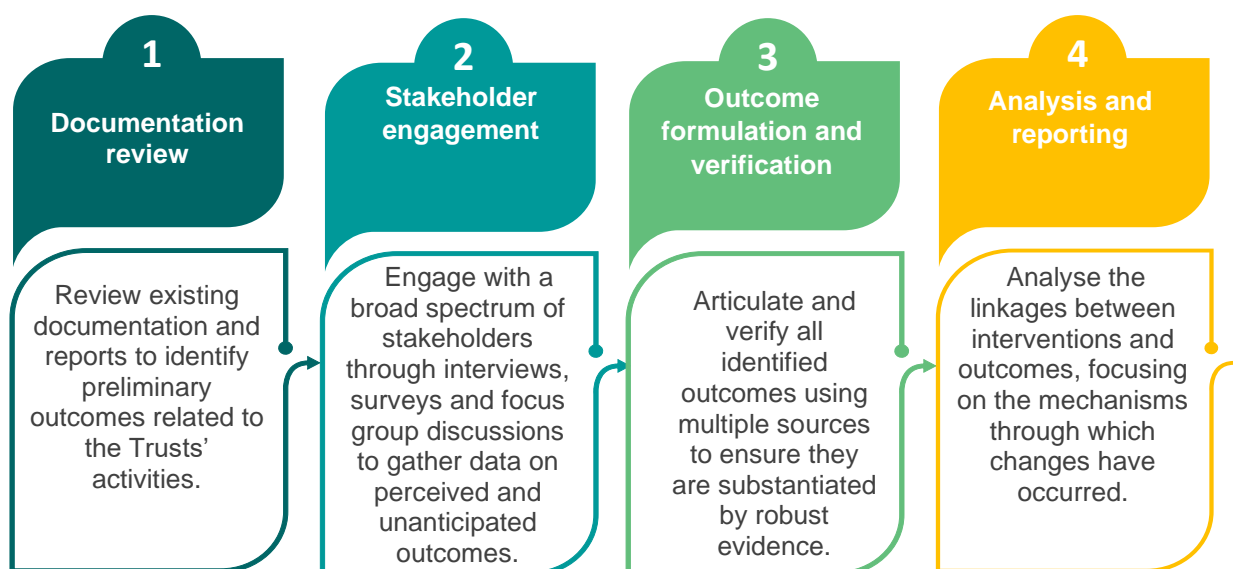 1
Documentation
review
Review existing
documentation and
reports to identify
preliminary
outcomes related to
the Trusts’
activities.
2
Stakeholder
engagement
Engage with a
broad spectrum of
stakeholders
through interviews,
surveys and focus
group discussions
to gather data on
perceived and
unanticipated
outcomes.
3
Outcome
formulation and
verification
Articulate and
verify all
identified
outcomes using
multiple sources
to ensure they
are substantiated
by robust
evidence.
4
Analysis and
reporting
Analyse the
linkages between
interventions and
outcomes, focusing
on the mechanisms
through which
changes have
occurred.